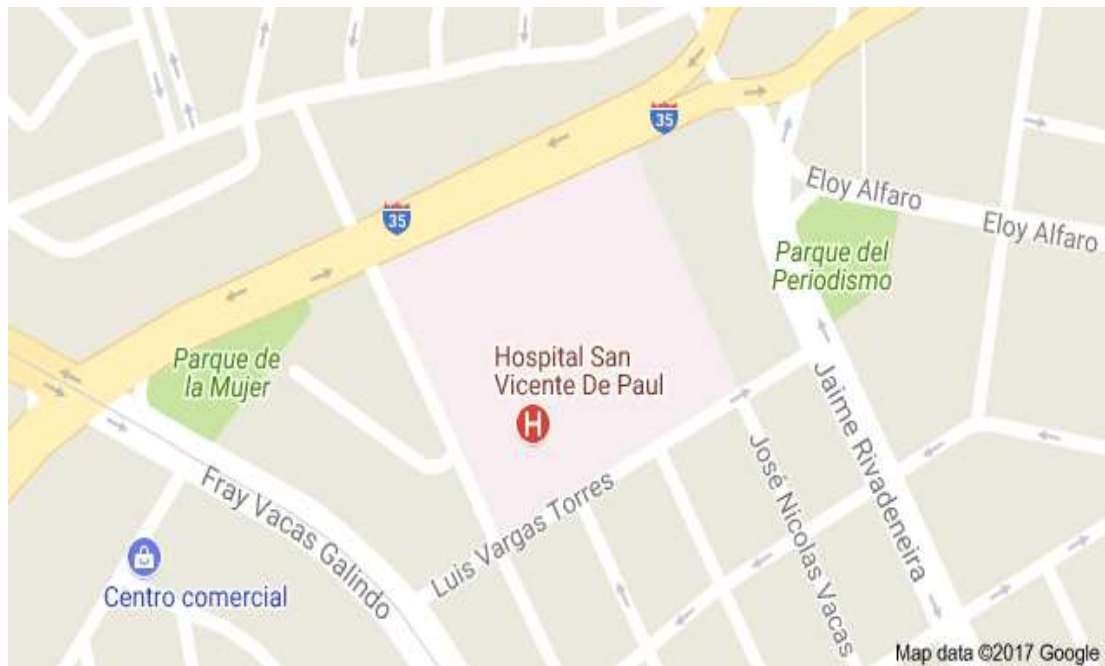 35
35
Eloy Alfaro
Eloy Alfaro
Parque del
Periodismo
Parque de
la Mujer
Hospital San
Vicente De Paul
H
Jaime Rivadeneira
José Nicolas Vacas
Luis Vargas Torres
Fray Vacas Galindo
Centro comercial
Map data ©2017 Google